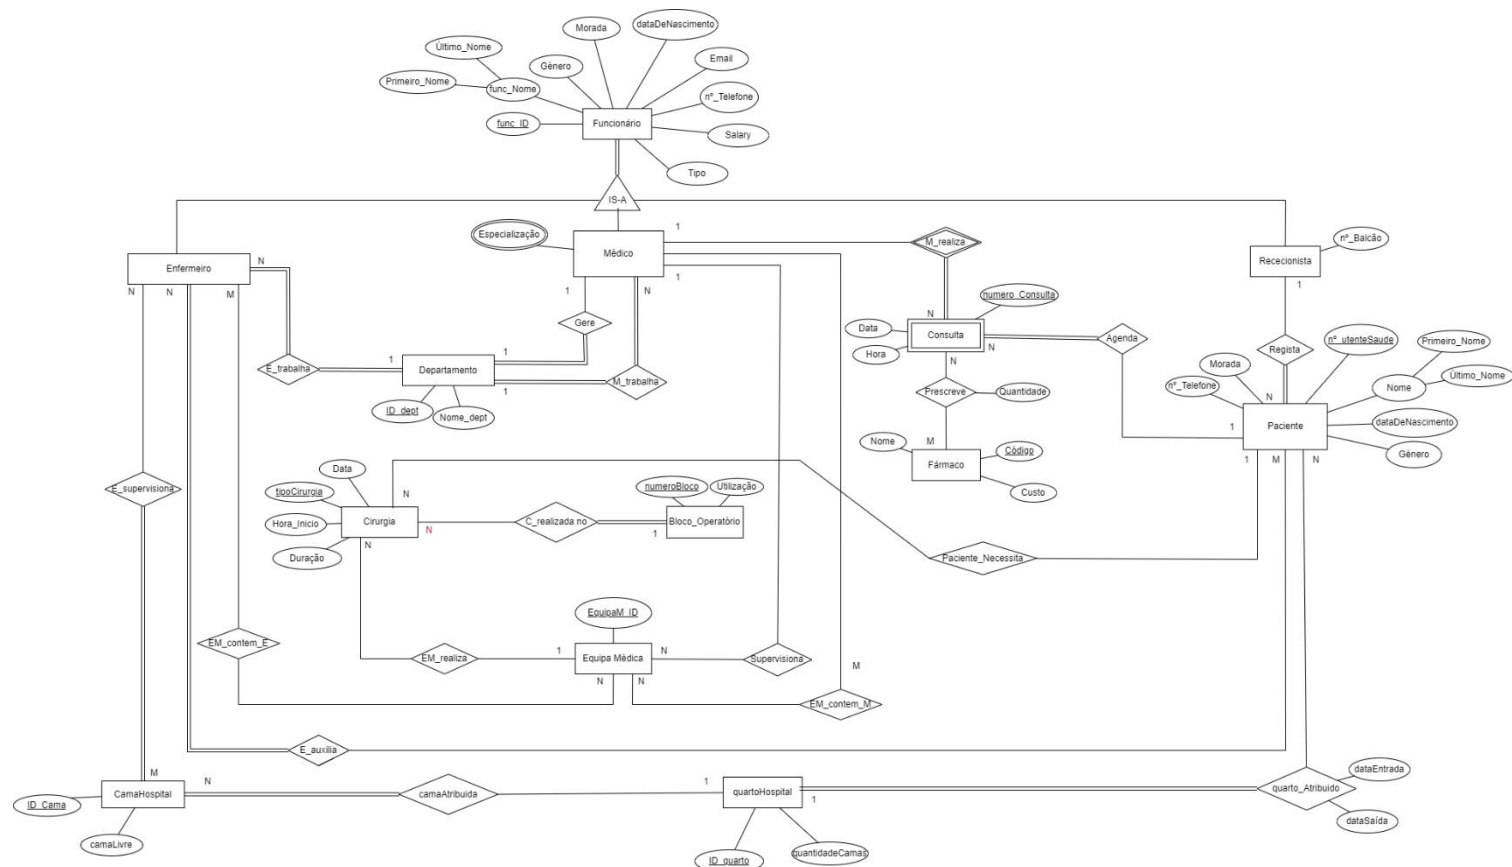 Morada
dataDeNascimento
Último_Nome
Género
Email
Primeiro_Nome
func_Nome
nº_Telefone
func_ID
Funcionário
Salary
Tipo
IS-A
Especialização
1
M_realiza
nº_Balcão
Médico
Enfermeiro
N
1
1
N
Rececionista
N
N
M
1
numero_Consulta
N
Data
Consulta
Gere
Hora
N
N
Agenda
Regista
nº_utenteSaude
Primeiro_Nome
E_trabalha
1
1
Departamento
1
M_trabalha
Morada
nº_Telefone
Nome
Último_Nome
Prescreve
Quantidade
N
ID_dept
Nome_dept
1
Paciente
dataDeNascimento
Nome
M
Código
Género
1
M
N
Fármaco
Data
Custo
E_supervisiona
tipoCirurgia
N
numeroBloco
Utilização
Hora_Inicio
Cirurgia
N
C_realizada no
1
Bloco_Operatório
Duração
N
Paciente_Necessita
EquipaM_ID
EM_contem_E
EM_realiza
1
Equipa Médica
N
Supervisiona
M
N
N
EM_contem_M
E_auxilia
M
N
1
dataEntrada
ID_Cama
CamaHospital
camaAtribuida
quartoHospital
1
quarto_Atribuido
dataSaída
camaLivre
ID_quarto
quantidadeCamas